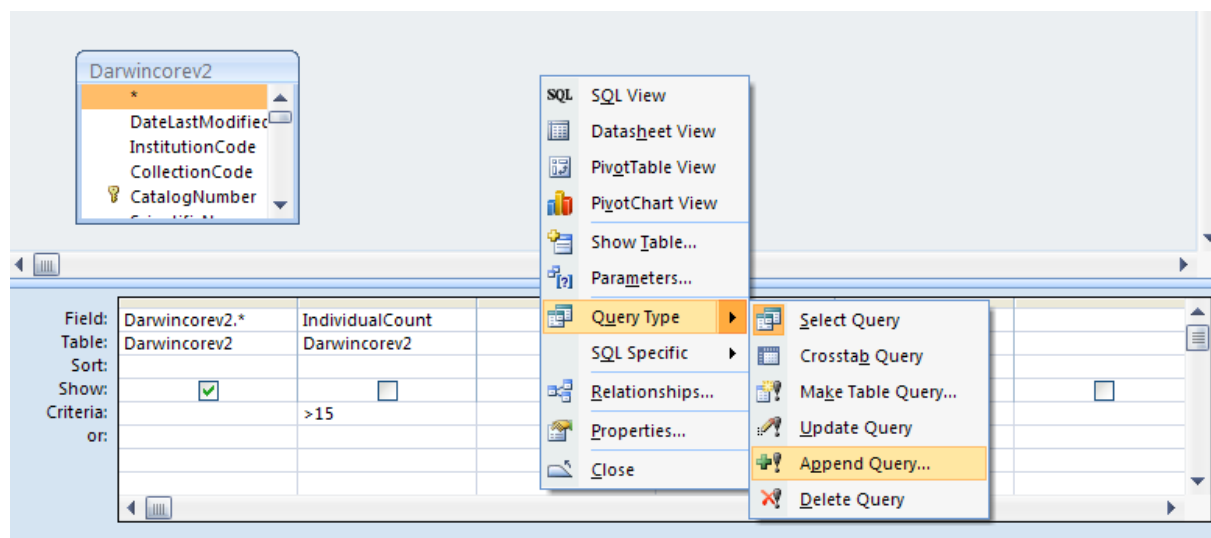 Darwincorev2
*
DateLastModified
InstitutionCode
CollectionCode
CatalogNumber
SQL SQL View
Datasheet View
PivotTable View
PivotChart View
Show Table...
Parameters...
Query Type
SQL Specific
Relationships...
Properties...
Close
Select Query
Crosstab Query
Make Table Query...
Update Query
Append Query...
Delete Query
Field: Darwincorev2.* IndividualCount
Table: Darwincorev2 Darwincorev2
Sort:
Show:
Criteria: >15
or: